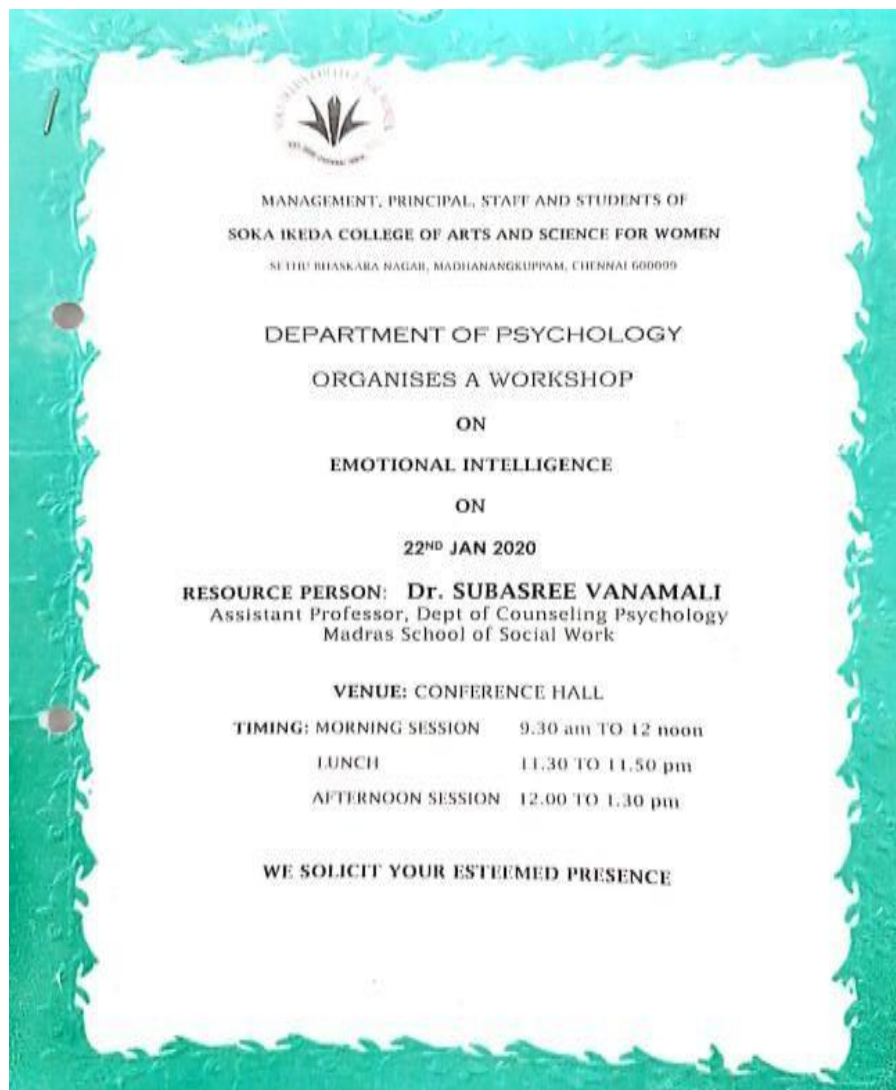 MANAGEMENT, PRINCIPAL, STAFF AND STUDENTS OF
SOKA IKEDA COLLEGE OF ARTS AND SCIENCE FOR WOMEN
SETHU BHASKARA NAGAR, MADHANANGKUPPAM, CHENNAI 600099
DEPARTMENT OF PSYCHOLOGY
ORGANISES A WORKSHOP
ON
EMOTIONAL INTELLIGENCE
ON
22ND JAN 2020
RESOURCE PERSON: Dr. SUBASREE VANAMALI
Assistant Professor, Dept of Counseling Psychology
Madras School of Social Work
VENUE: CONFERENCE HALL
TIMING: MORNING SESSION 9.30 am TO 12 noon
LUNCH 11.30 TO 11.50 pm
AFTERNOON SESSION 12.00 TO 1.30 pm
WE SOLICIT YOUR ESTEEMED PRESENCE